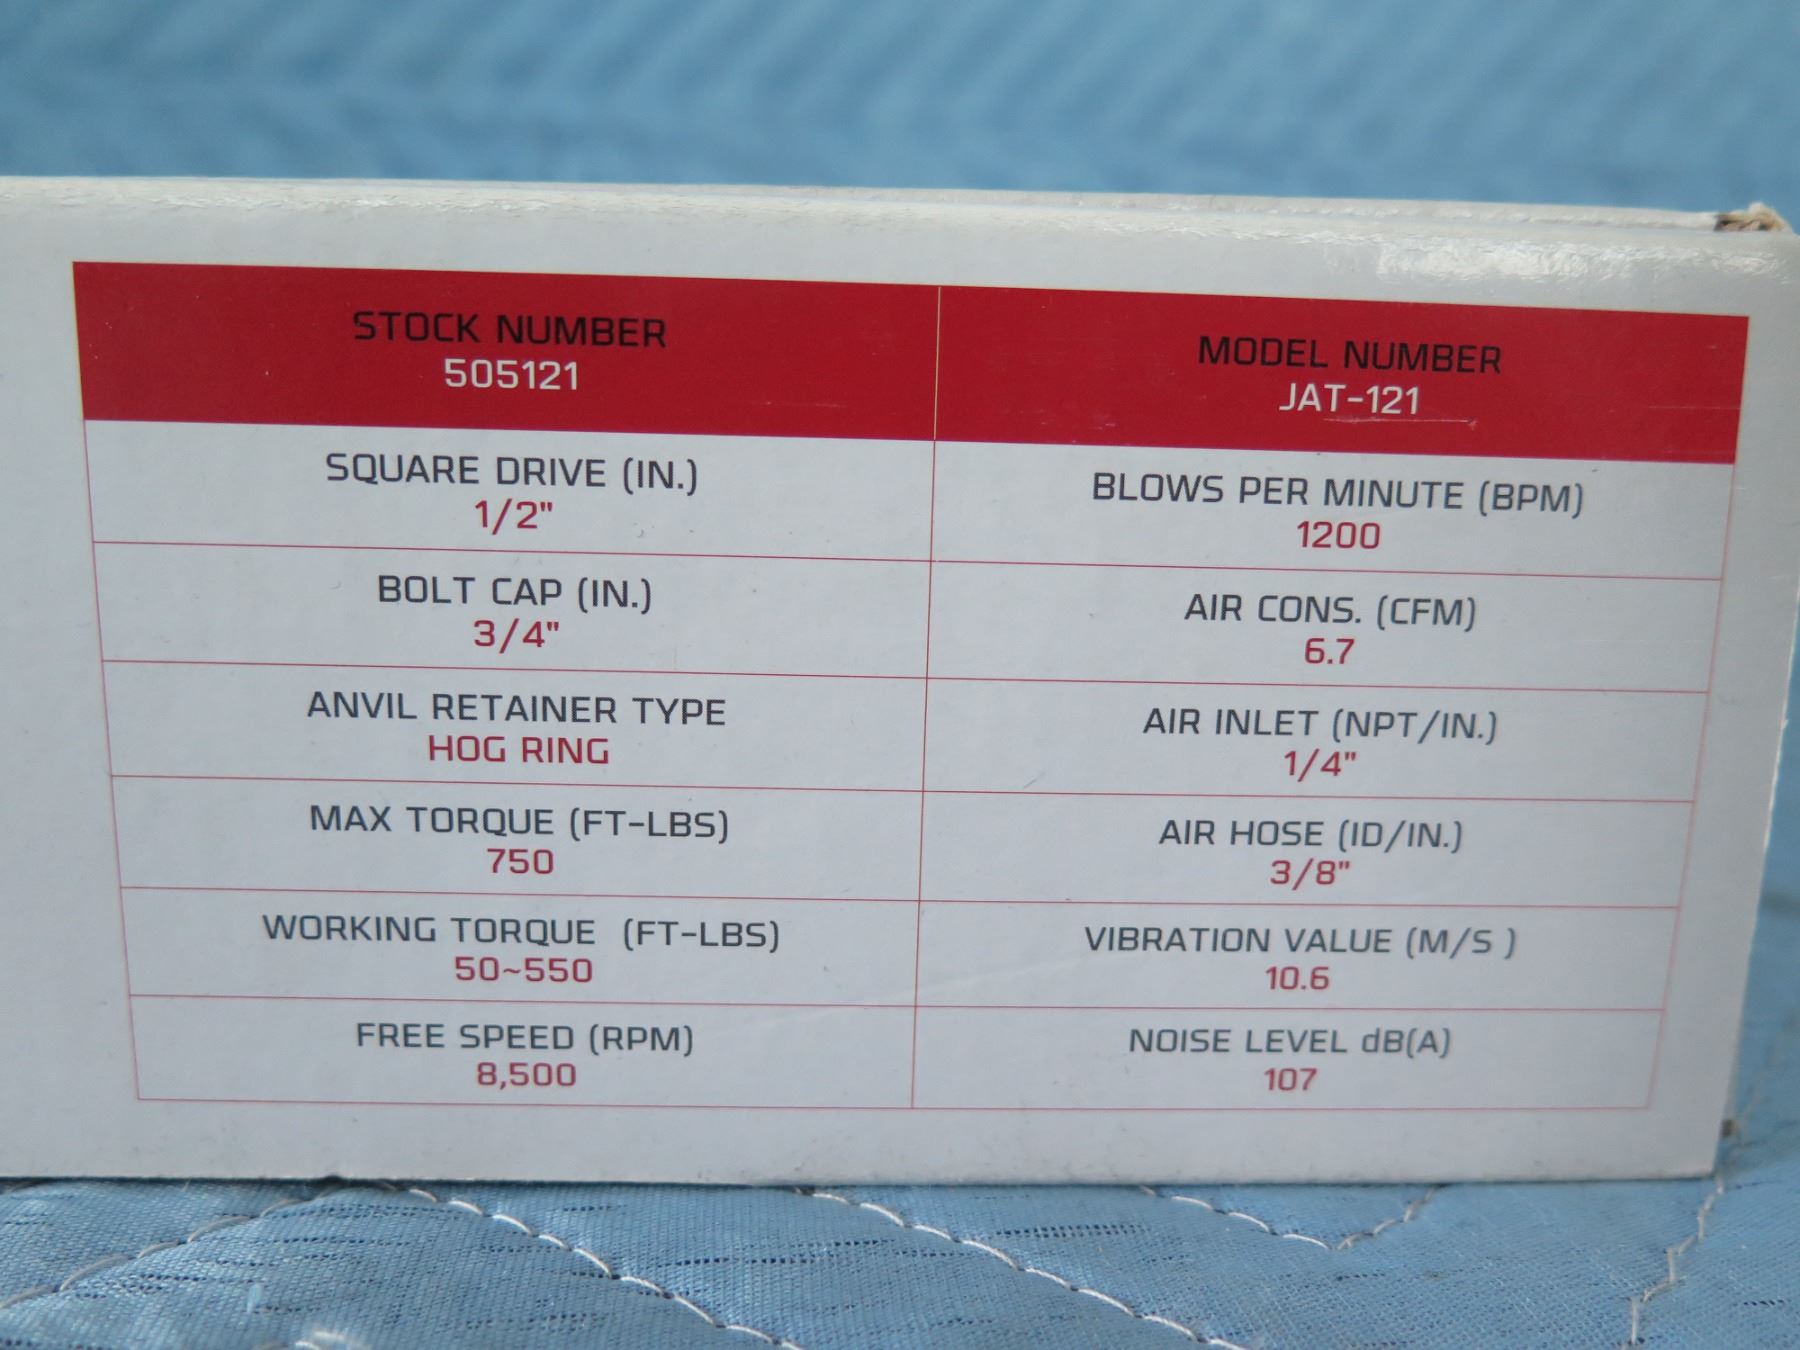 STOCK NUMBER
505121
MODEL NUMBER
JAT-121
SQUARE DRIVE (IN.)
1/2"
BLOWS PER MINUTE (BPM)
1200
BOLT CAP (IN.)
3/4"
AIR CONS. (CFM)
6.7
ANVIL RETAINER TYPE
HOG RING
AIR INLET (NPT/IN.)
1/4"
MAX TORQUE (FT-LBS)
750
AIR HOSE (ID/IN.)
3/8"
WORKING TORQUE (FT-LBS)
50~550
VIBRATION VALUE (M/S )
10.6
FREE SPEED (RPM)
8,500
NOISE LEVEL dB(A)
107